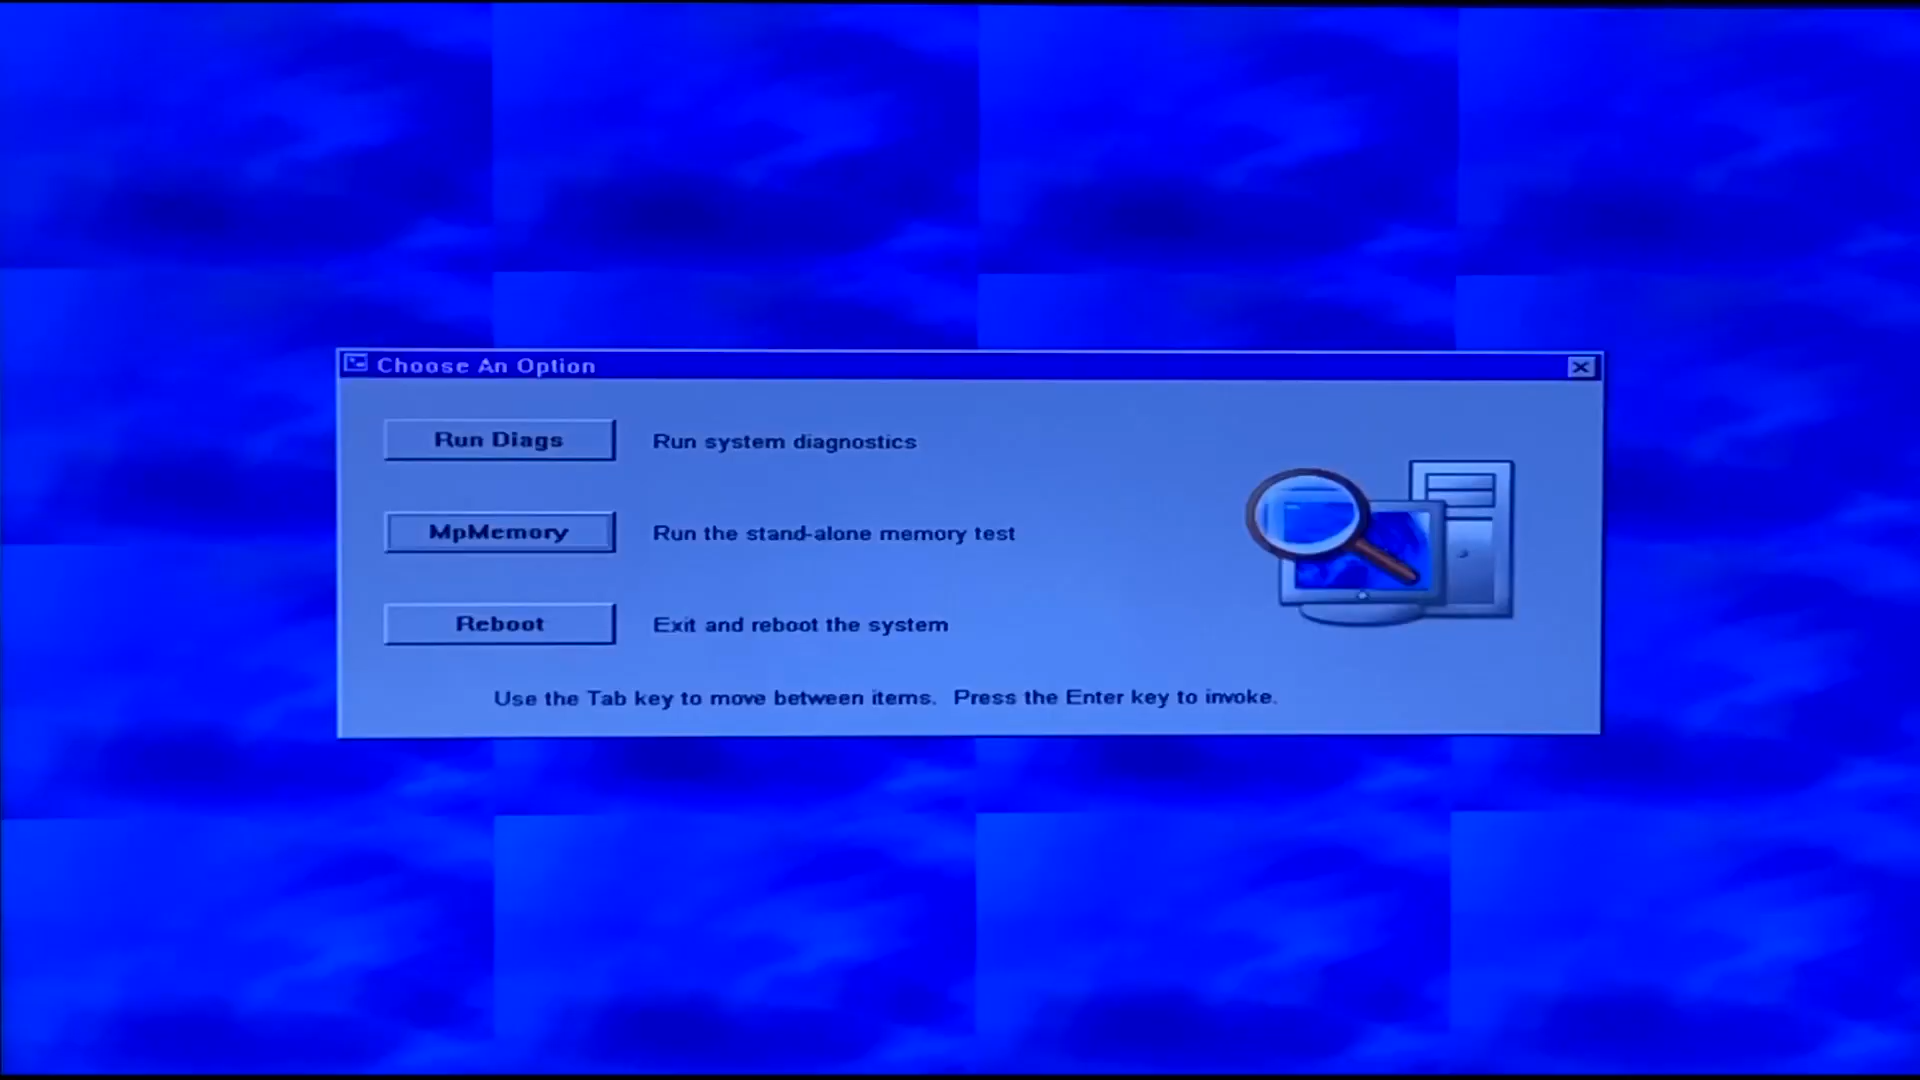 Choose An Option
Run Diags Run system diagnostics
MpMemory Run the stand-alone memory test
Reboot Exit and reboot the system
Use the Tab key to move between items. Press the Enter key to invoke.